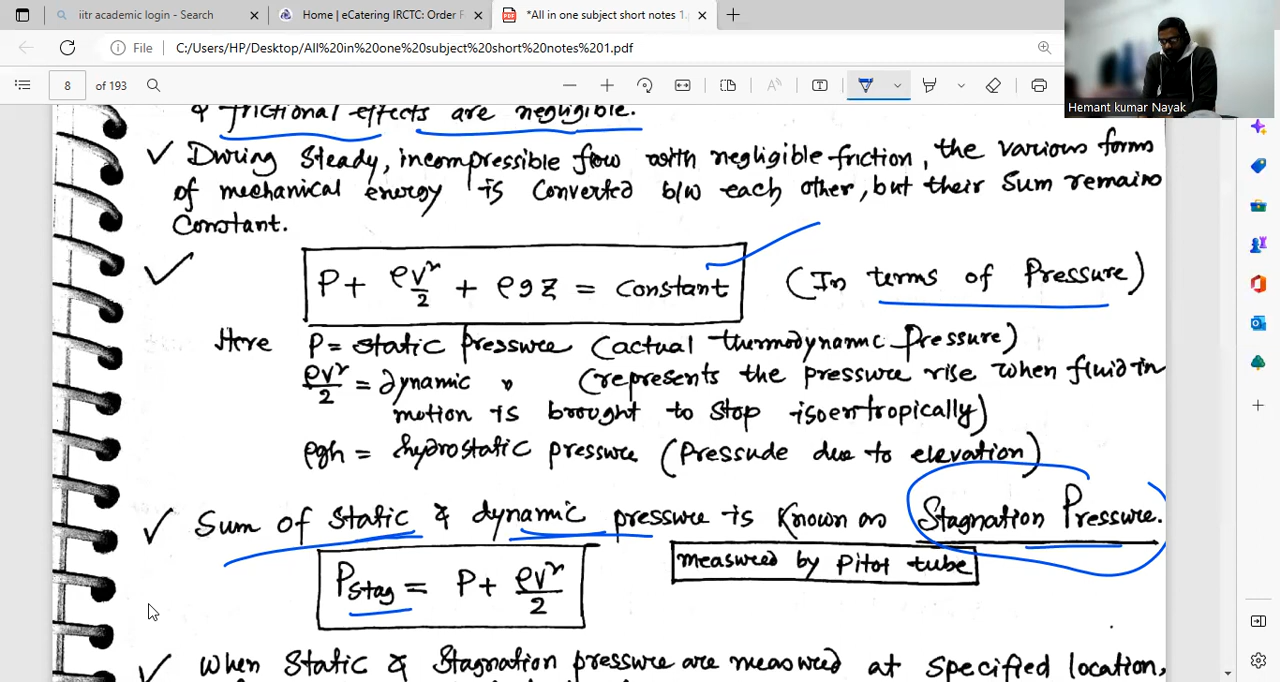 iitr academic login - Search
Home | eCatering IRCTC: Order F
*All in one subject short notes 1.p
File
C:/Users/HP/Desktop/All%20in%20one%20subject%20short%20notes%201.pdf
8 of 193
Hemant kumar Nayak
& frictional effects are negligible.
✓ During Steady, incompressible flow with negligible friction, the various forms
of mechanical energy is converted b/w each other, but their sum remains
Constant.
✓ P + ρv²/2 + ρgz = constant (In terms of Pressure)
Here P = static pressure (actual thermodynamic Pressure)
ρv²/2 = dynamic " (represents the pressure rise when fluid in
motion is brought to stop isoentropically)
ρgh = hydrostatic pressure (Pressude due to elevation)
✓ Sum of static & dynamic pressure is known as Stagnation Pressure.
measured by pitot tube
Pstag = P + ρv²/2
✓ When Static & Stagnation pressure are measured at specified location,